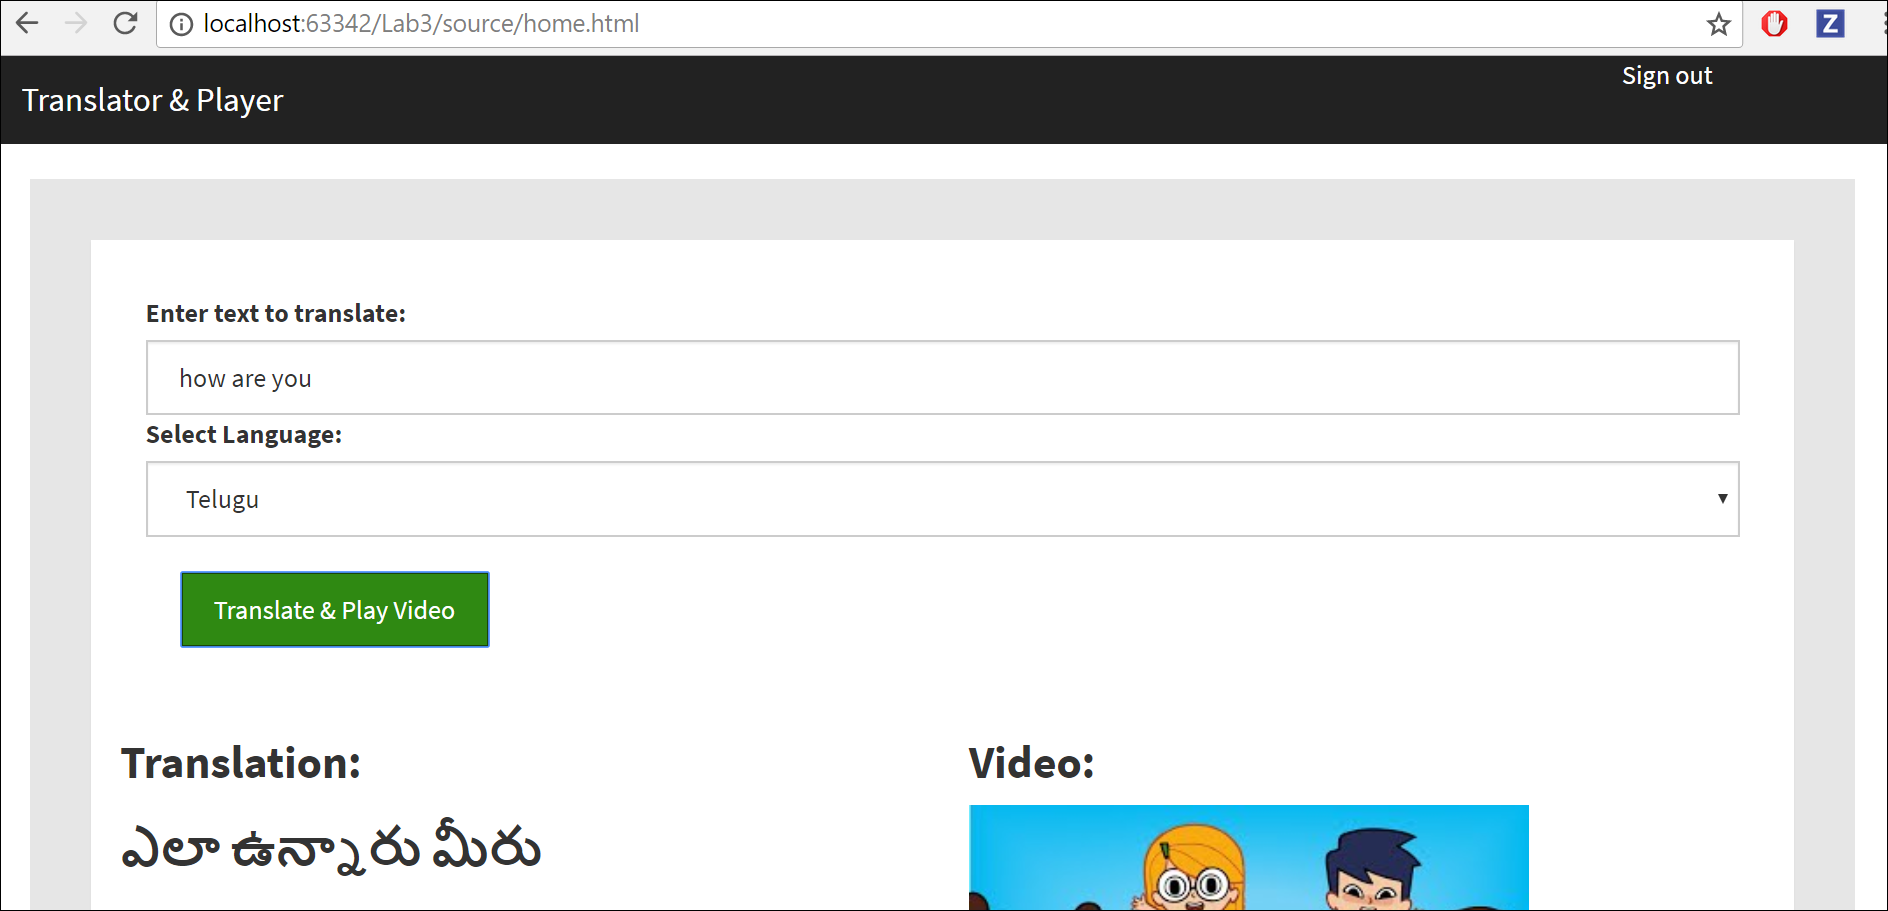 localhost:63342/Lab3/source/home.html
Z
Sign out
Translator & Player
Enter text to translate:
how are you
Select Language:
Telugu
Translate & Play Video
Translation:
Video:
ఎలా ఉన్నారు మీరు